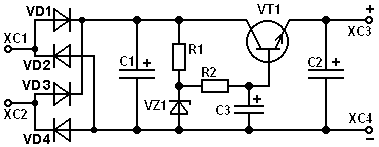 VD1
VT1
+
XC1
XC3
R1
C1
+
C2
+
VD2
R2
VD3
+
XC2
VZ1
C3
XC4
VD4
−